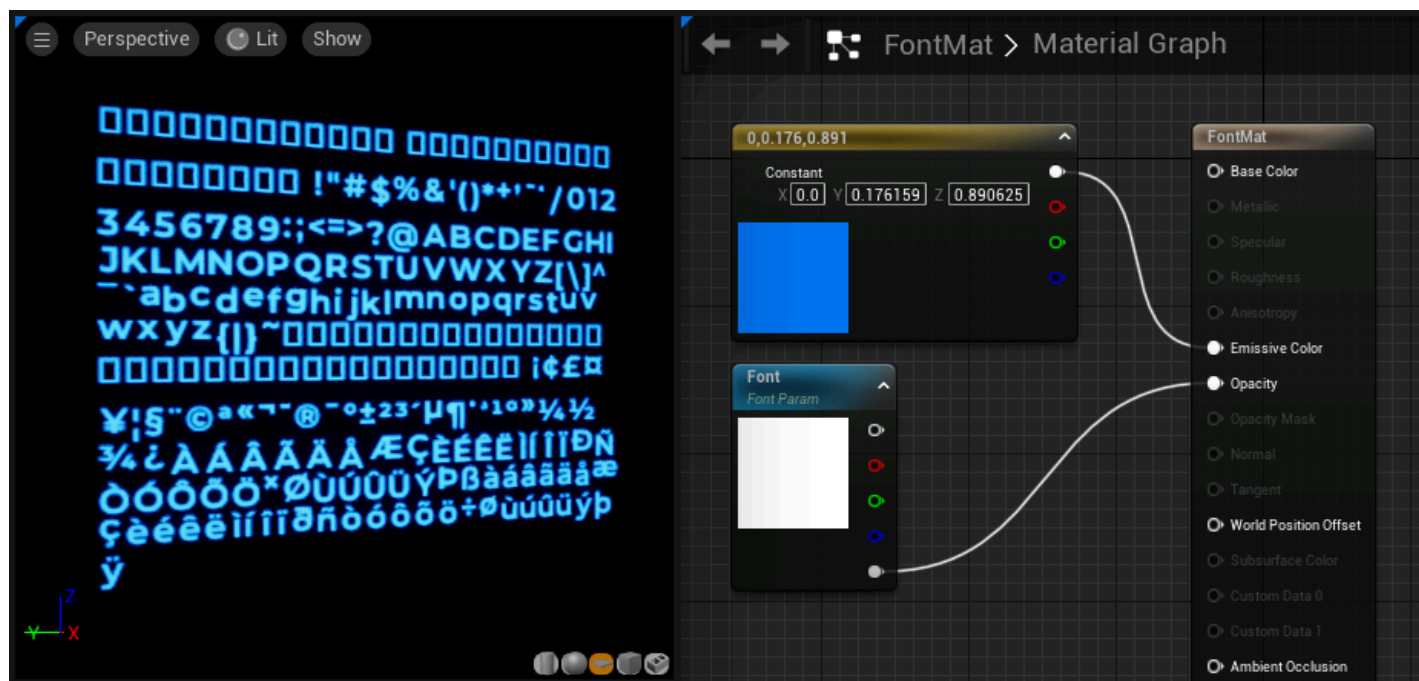 Perspective
Lit
Show
!"#$%&'()*+'¯·/012
3456789:;<=>?@ABCDEFGHI
JKLMNOPQRSTUVWXYZ[\]^
¯`abcdefghijklmnopqrstuv
wxyz{|}~
¡¢£¤
¥¦§¨©ª«¬¯®¯°±²³´µ¶·¸¹º»¼½
¾¿ÀÁÂÃÄÅÆÇÈÉÊËÌÍÎÏÐÑ
ÒÓÔÕÖ×ØÙÚÛÜÝÞßàáâãäåæ
çèéêëìíîïðñòóôõö÷øùúûüýþ
ÿ
Z
Y
X
FontMat > Material Graph
0,0.176,0.891
Constant
X 0.0 Y 0.176159 Z 0.890625
Font
Font Param
FontMat
Base Color
Metallic
Specular
Roughness
Anisotropy
Emissive Color
Opacity
Opacity Mask
Normal
Tangent
World Position Offset
Subsurface Color
Custom Data 0
Custom Data 1
Ambient Occlusion